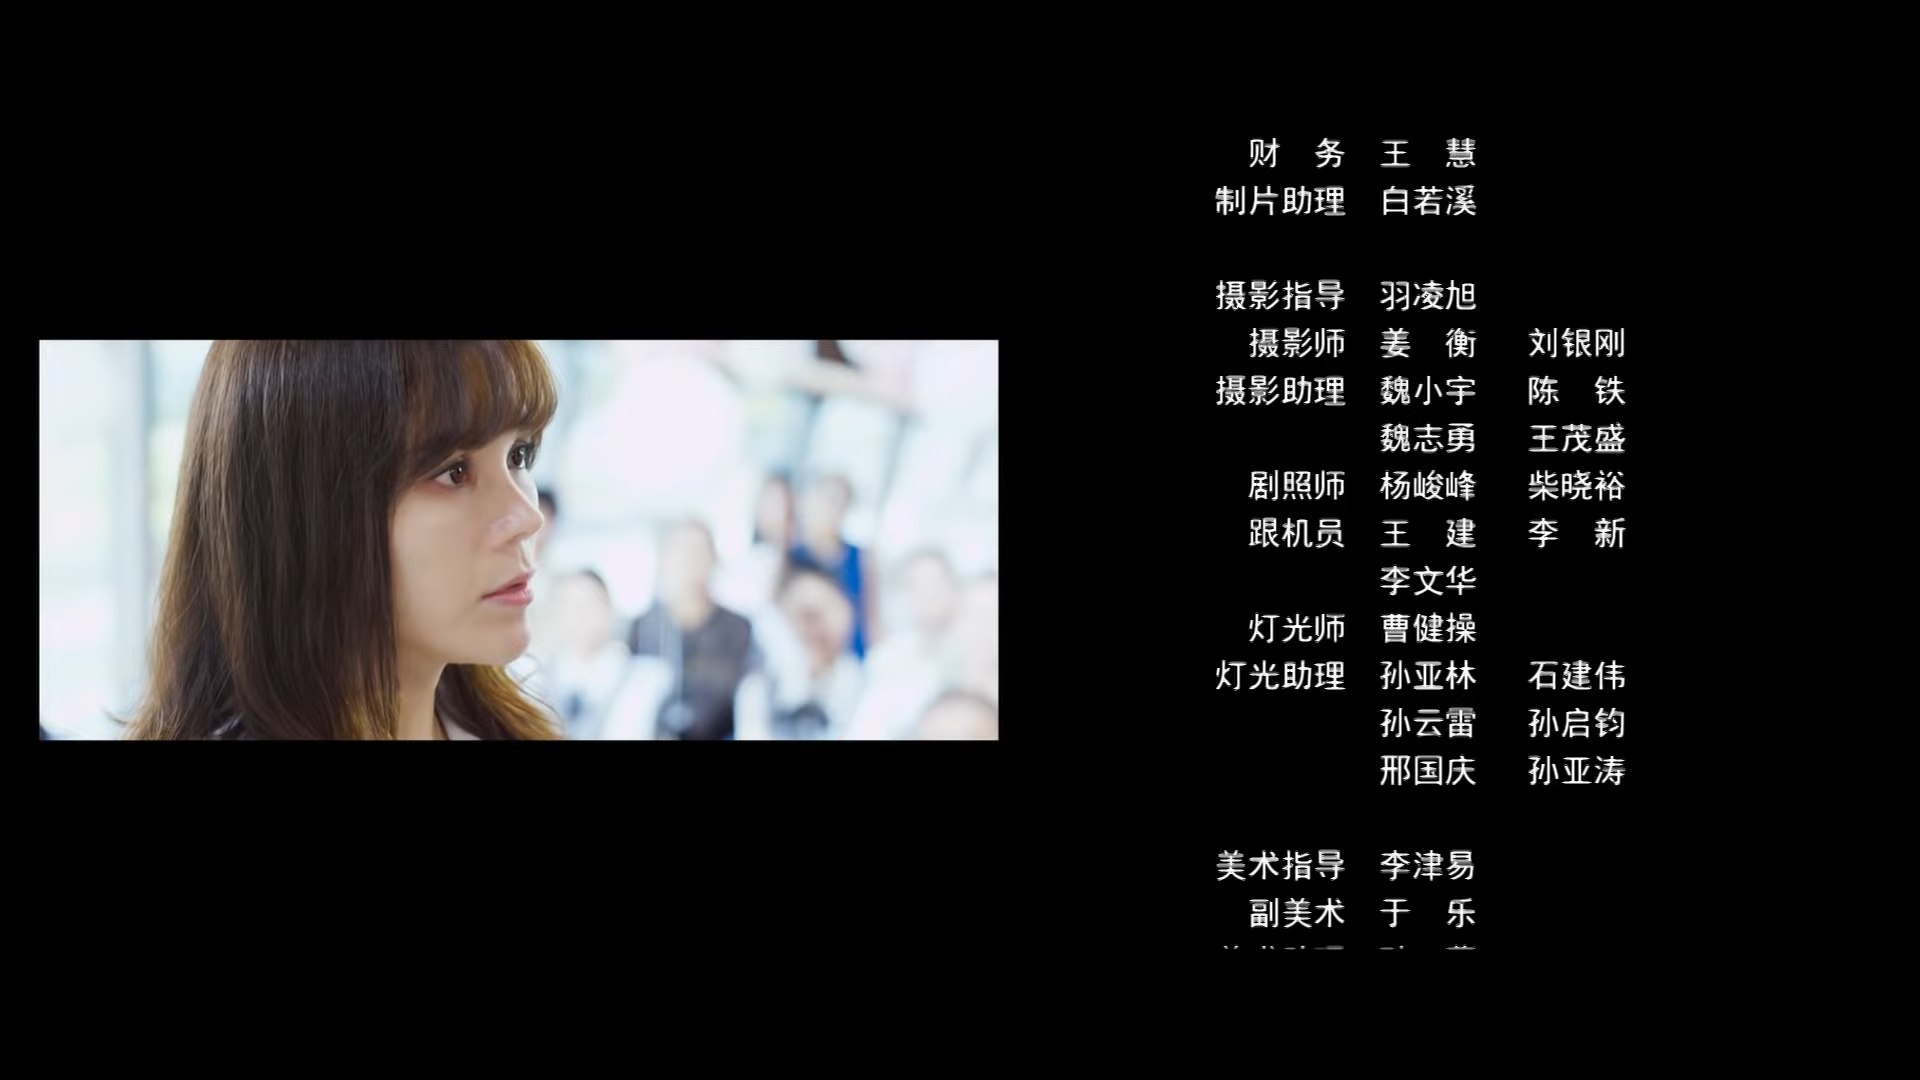 财　务　王　慧
制片助理　白若溪
摄影指导　羽凌旭
摄影师　姜　衡　刘银刚
摄影助理　魏小宇　陈　铁
魏志勇　王茂盛
剧照师　杨峻峰　柴晓裕
跟机员　王　建　李　新
李文华
灯光师　曹健操
灯光助理　孙亚林　石建伟
孙云雷　孙启钧
邢国庆　孙亚涛
美术指导　李津易
副美术　于　乐